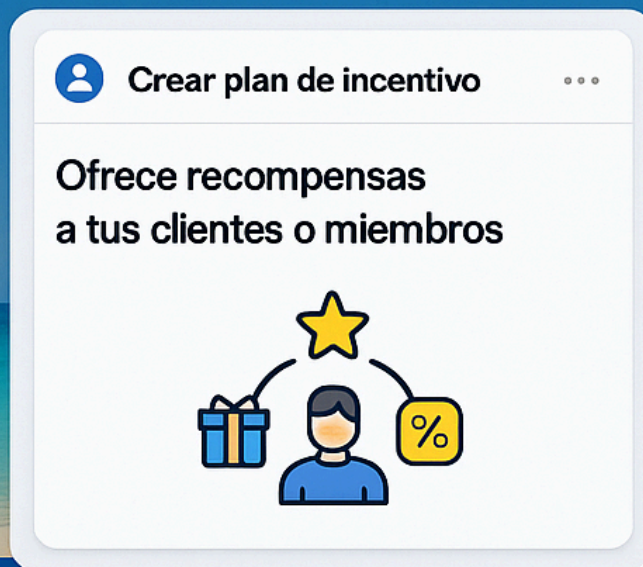 Crear plan de incentivo
Ofrece recompensas
a tus clientes o miembros
%